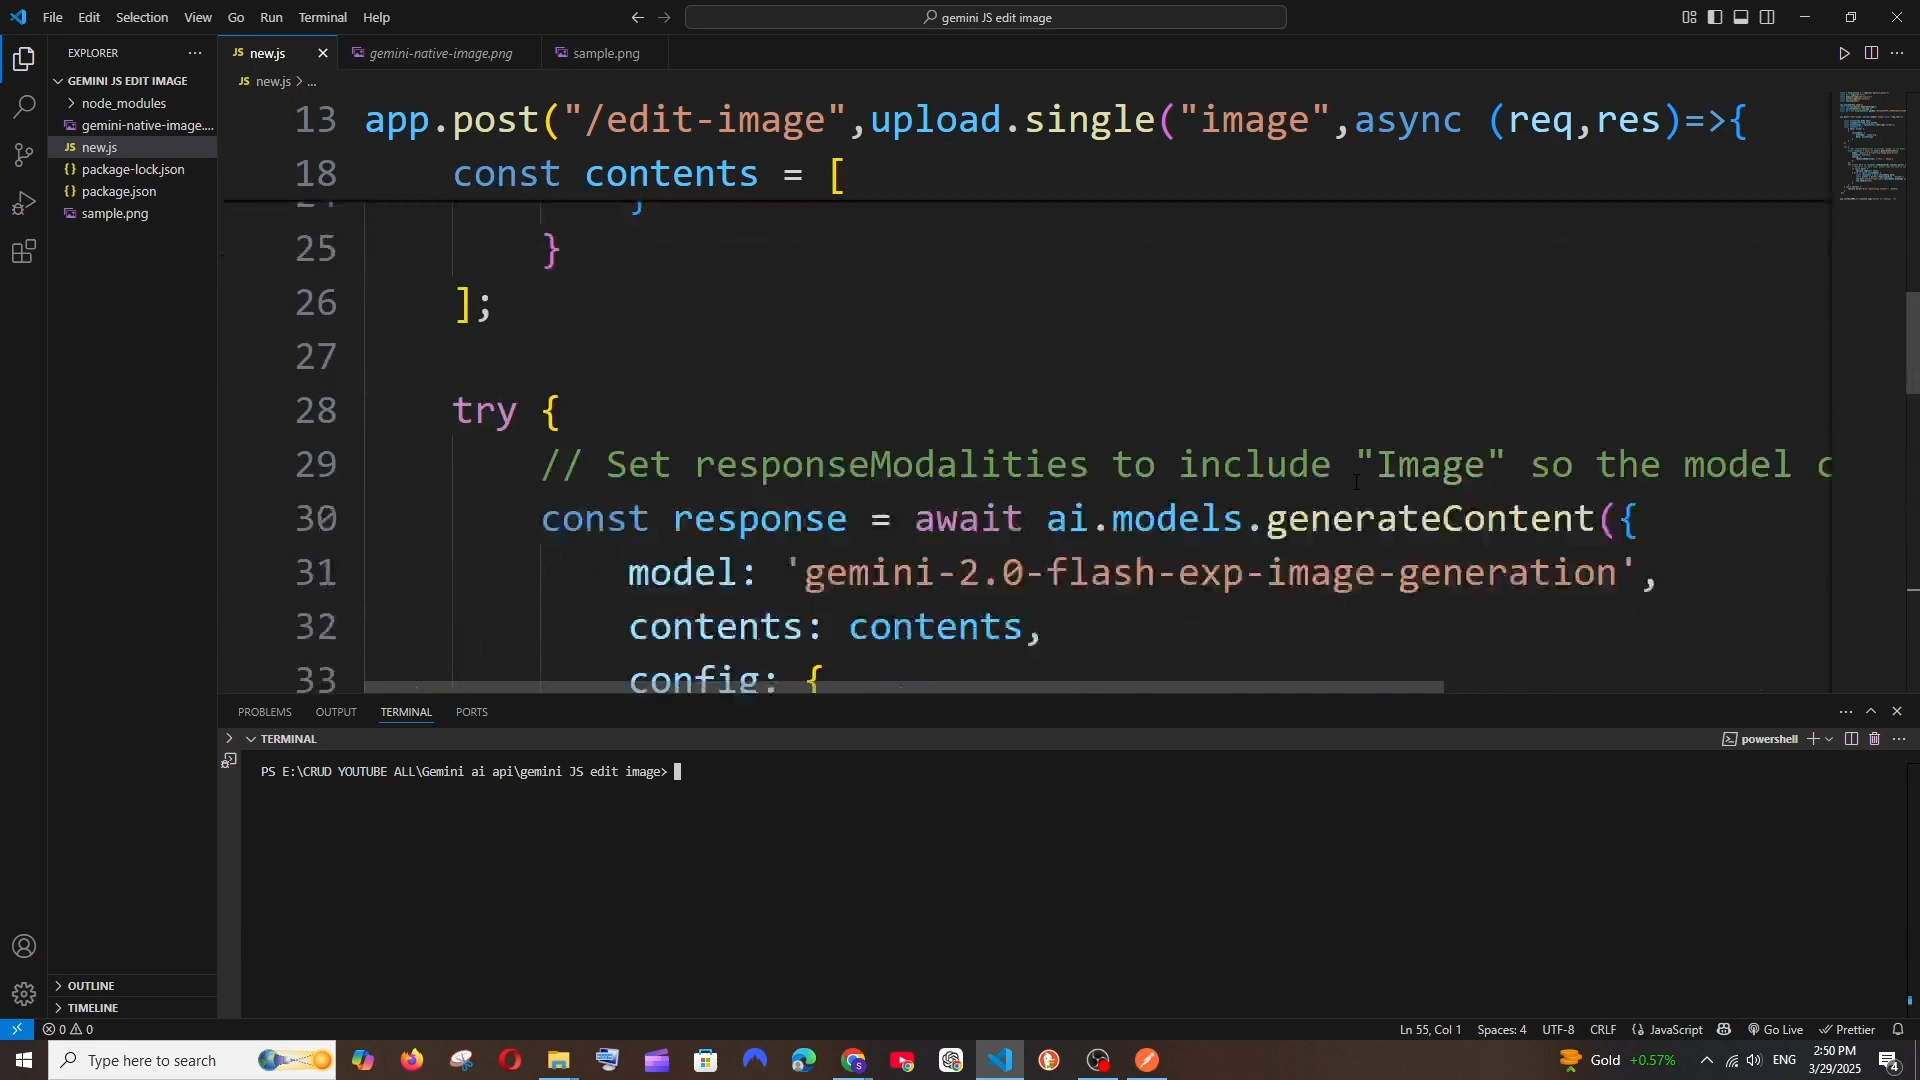 File Edit Selection View Go Run Terminal Help
gemini JS edit image
EXPLORER
GEMINI JS EDIT IMAGE
node_modules
gemini-native-image....
JS new.js
{} package-lock.json
{} package.json
sample.png
OUTLINE
TIMELINE
JS new.js
gemini-native-image.png
sample.png
JS new.js > ...
13 app.post("/edit-image",upload.single("image",async (req,res)=>{
18 const contents = [
25 }
26 ];
27
28 try {
29 // Set responseModalities to include "Image" so the model c
30 const response = await ai.models.generateContent({
31 model: 'gemini-2.0-flash-exp-image-generation',
32 contents: contents,
33 config: {
PROBLEMS OUTPUT TERMINAL PORTS
TERMINAL
powershell
PS E:\CRUD YOUTUBE ALL\Gemini ai api\gemini JS edit image>
0 0
Ln 55, Col 1 Spaces: 4 UTF-8 CRLF {} JavaScript Go Live Prettier
Type here to search
Gold +0.57%
ENG
2:50 PM
3/29/2025
4